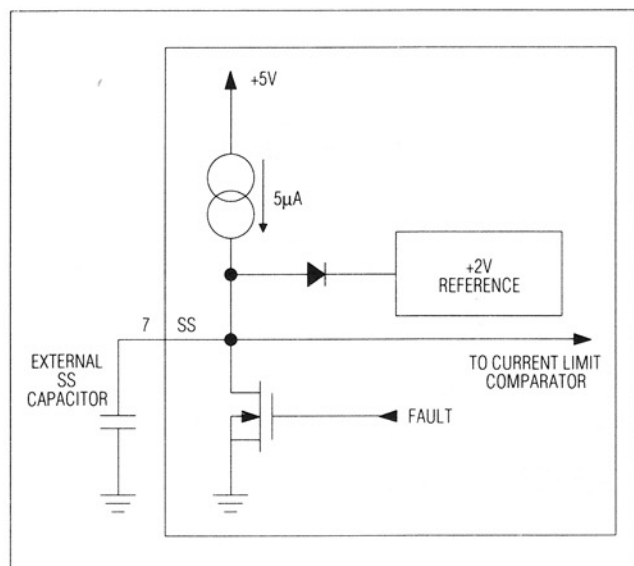 +5V
5µA
+2V
REFERENCE
7 SS
EXTERNAL
SS
CAPACITOR
TO CURRENT LIMIT
COMPARATOR
FAULT